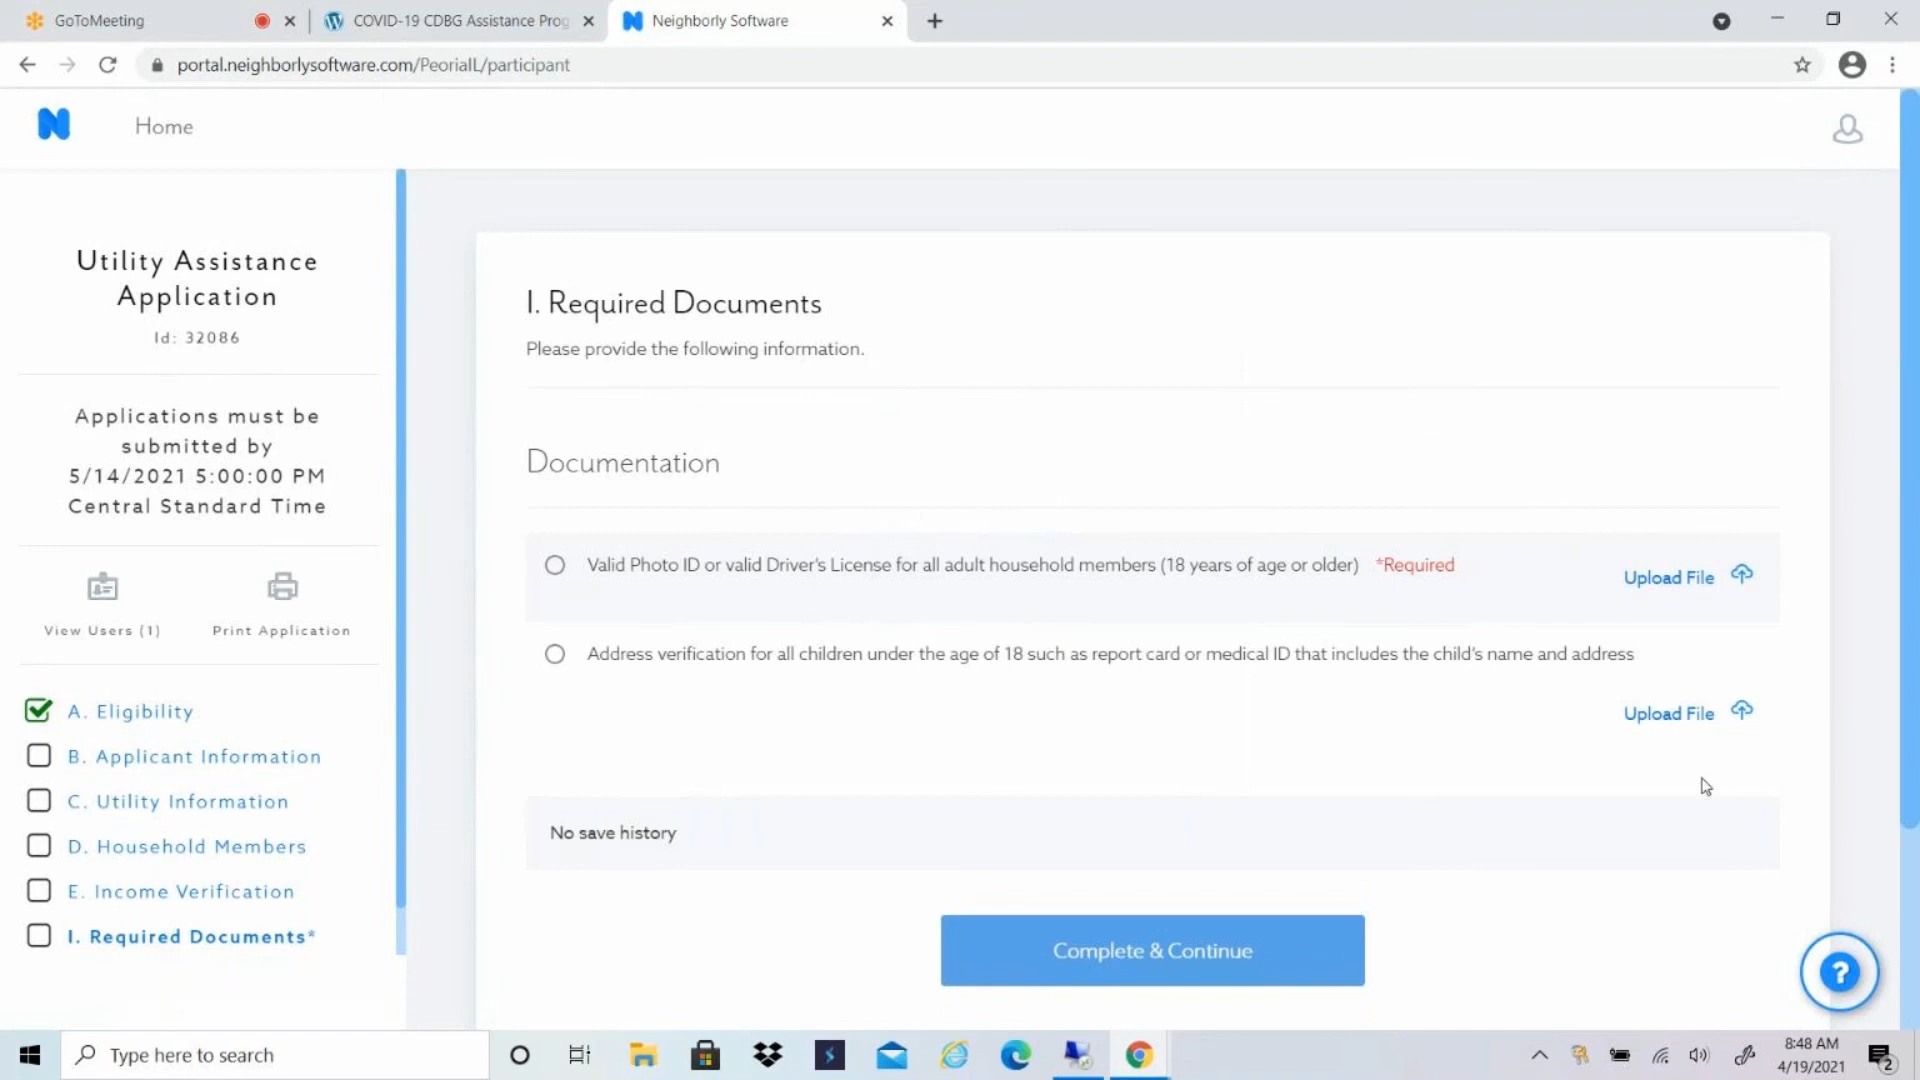 GoToMeeting
COVID-19 CDBG Assistance Prog
Neighborly Software
portal.neighborlysoftware.com/PeoriaIL/participant
N
Home
Utility Assistance
Application
Id: 32086
Applications must be
submitted by
5/14/2021 5:00:00 PM
Central Standard Time
View Users (1)
Print Application
A. Eligibility
B. Applicant Information
C. Utility Information
D. Household Members
E. Income Verification
I. Required Documents*
I. Required Documents
Please provide the following information.
Documentation
Valid Photo ID or valid Driver's License for all adult household members (18 years of age or older) *Required
Upload File
Address verification for all children under the age of 18 such as report card or medical ID that includes the child's name and address
Upload File
No save history
Complete & Continue
?
Type here to search
8:48 AM
4/19/2021
2